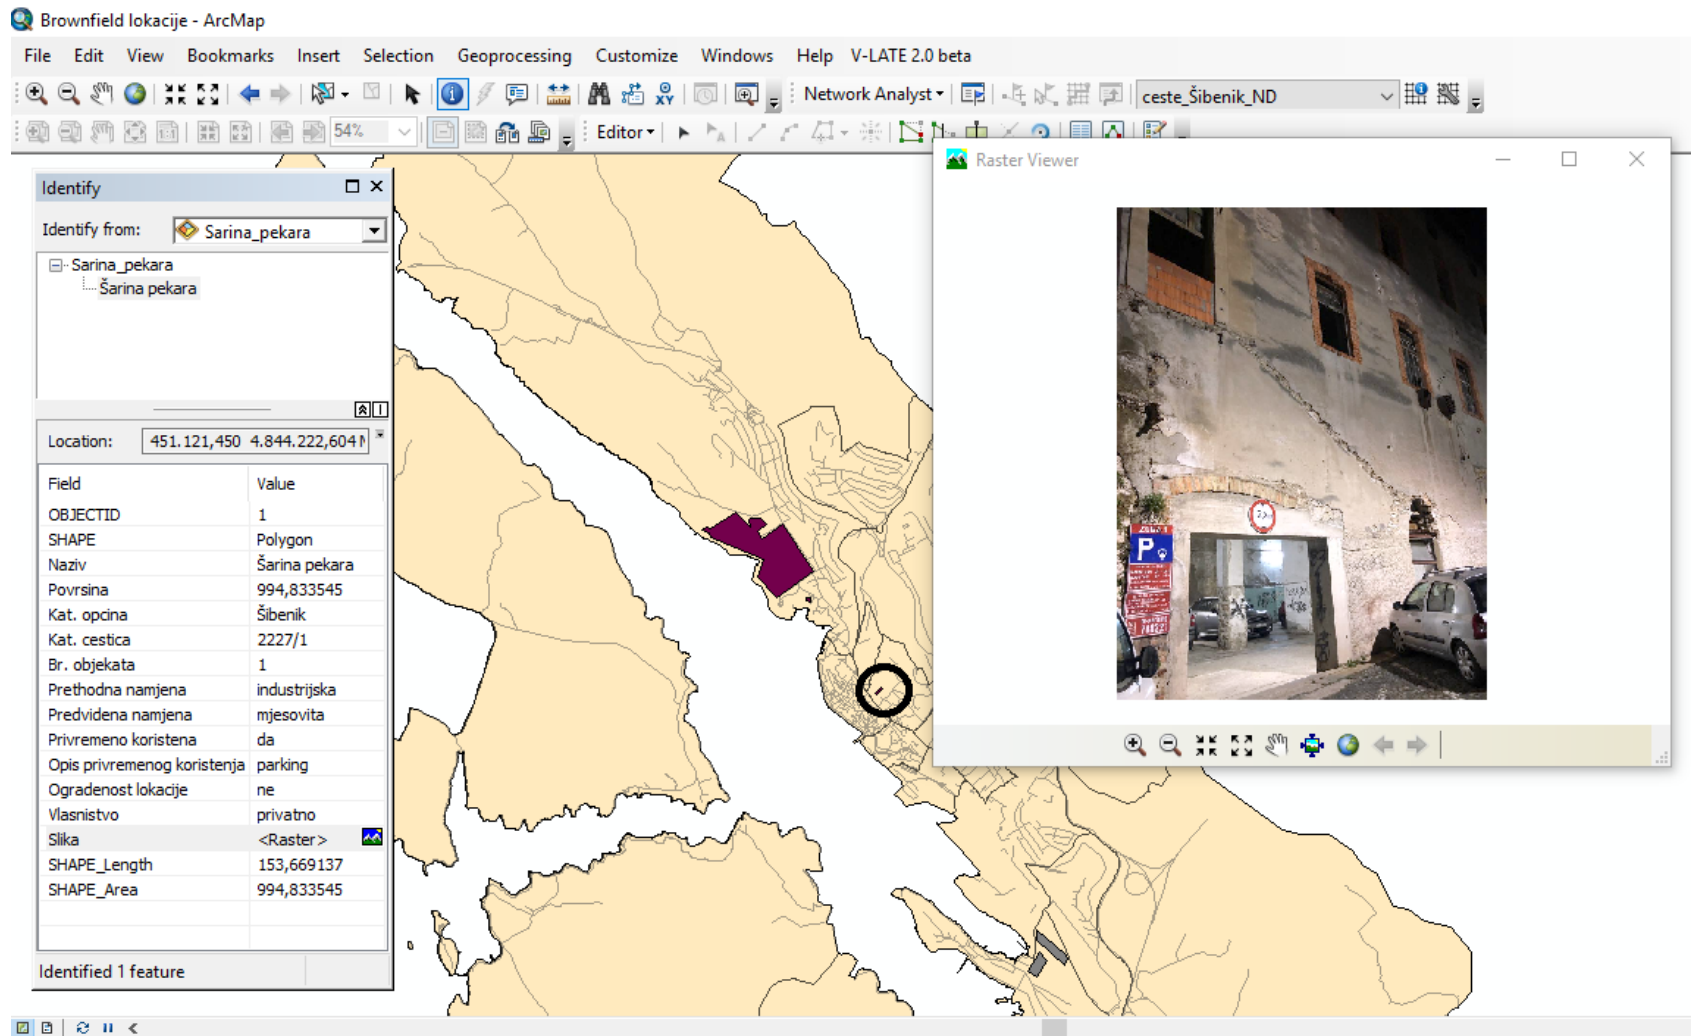 Brownfield lokacije - ArcMap
File Edit View Bookmarks Insert Selection Geoprocessing Customize Windows Help V-LATE 2.0 beta
XY Network Analyst ceste_Šibenik_ND
1:1 54% Editor A
Raster Viewer
Identify
Identify from: Sarina_pekara
Sarina_pekara
Šarina pekara
Location: 451.121,450 4.844.222,604
Field Value
OBJECTID 1
SHAPE Polygon
Naziv Šarina pekara
Povrsina 994,833545
Kat. opcina Šibenik
Kat. cestica 2227/1
Br. objekata 1
Prethodna namjena industrijska
Predvidena namjena mjesovita
Privremeno koristena da
Opis privremenog koristenja parking
Ogradenost lokacije ne
Vlasnistvo privatno
Slika <Raster>
SHAPE_Length 153,669137
SHAPE_Area 994,833545
Identified 1 feature
P